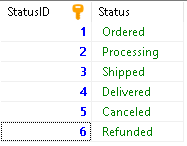 StatusID Status
1 Ordered
2 Processing
3 Shipped
4 Delivered
5 Canceled
6 Refunded